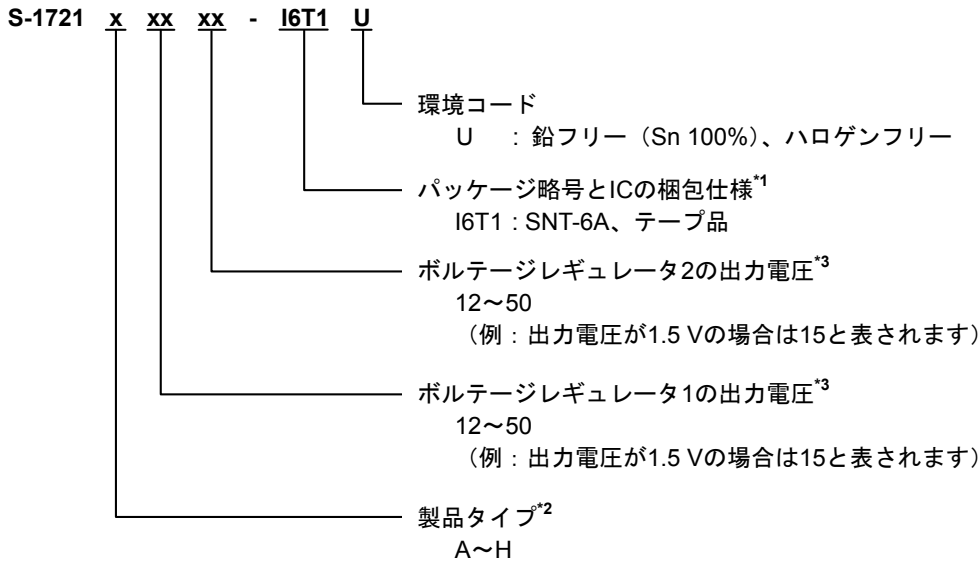 S-1721 x xx xx - I6T1 U
環境コード
U : 鉛フリー（Sn 100%）、ハロゲンフリー
パッケージ略号とICの梱包仕様*1
I6T1 : SNT-6A、テープ品
ボルテージレギュレータ2の出力電圧*3
12～50
（例：出力電圧が1.5 Vの場合は15と表されます）
ボルテージレギュレータ1の出力電圧*3
12～50
（例：出力電圧が1.5 Vの場合は15と表されます）
製品タイプ*2
A～H